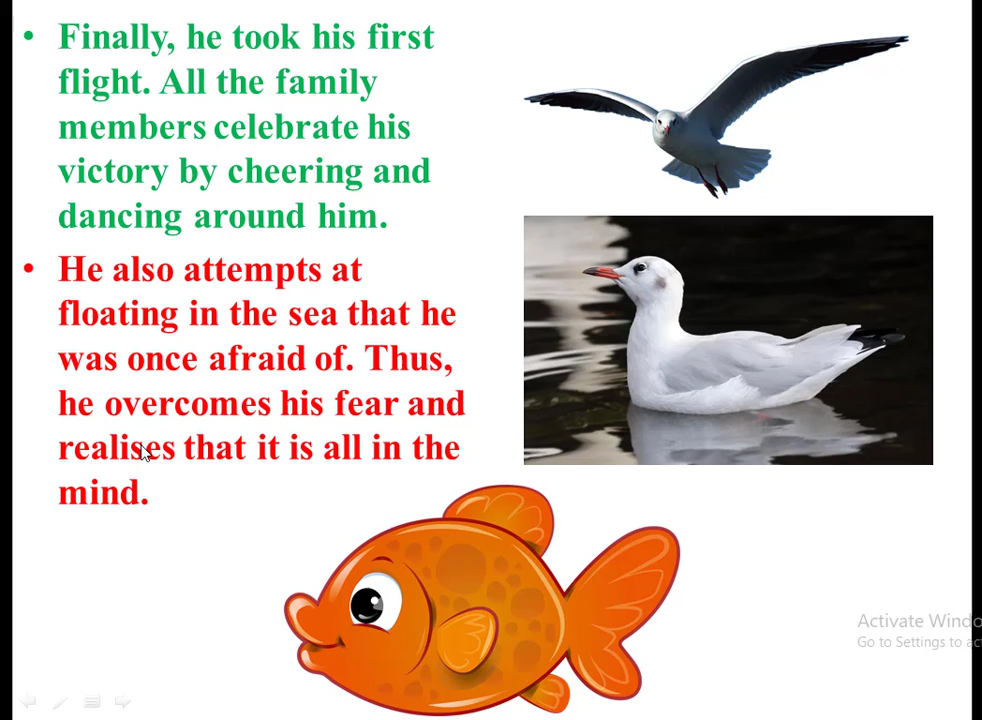 • Finally, he took his first
flight. All the family
members celebrate his
victory by cheering and
dancing around him.
• He also attempts at
floating in the sea that he
was once afraid of. Thus,
he overcomes his fear and
realises that it is all in the
mind.
Activate Windo
Go to Settings to ac